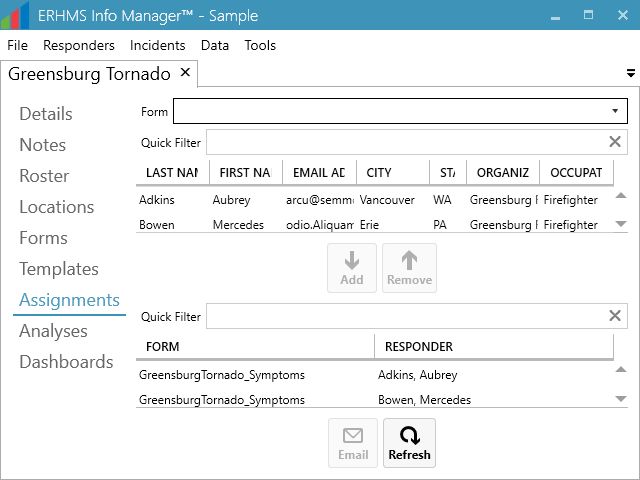 ERHMS Info Manager™ - Sample
File Responders Incidents Data Tools
Greensburg Tornado ×
Details
Notes
Roster
Locations
Forms
Templates
Assignments
Analyses
Dashboards
Form
Quick Filter
LAST NAM FIRST NA EMAIL AD CITY STA ORGANIZ OCCUPAT
Adkins Aubrey arcu@semm Vancouver WA Greensburg F Firefighter
Bowen Mercedes odio.Aliquam Erie PA Greensburg F Firefighter
Add Remove
Quick Filter
FORM RESPONDER
GreensburgTornado_Symptoms Adkins, Aubrey
GreensburgTornado_Symptoms Bowen, Mercedes
Email Refresh